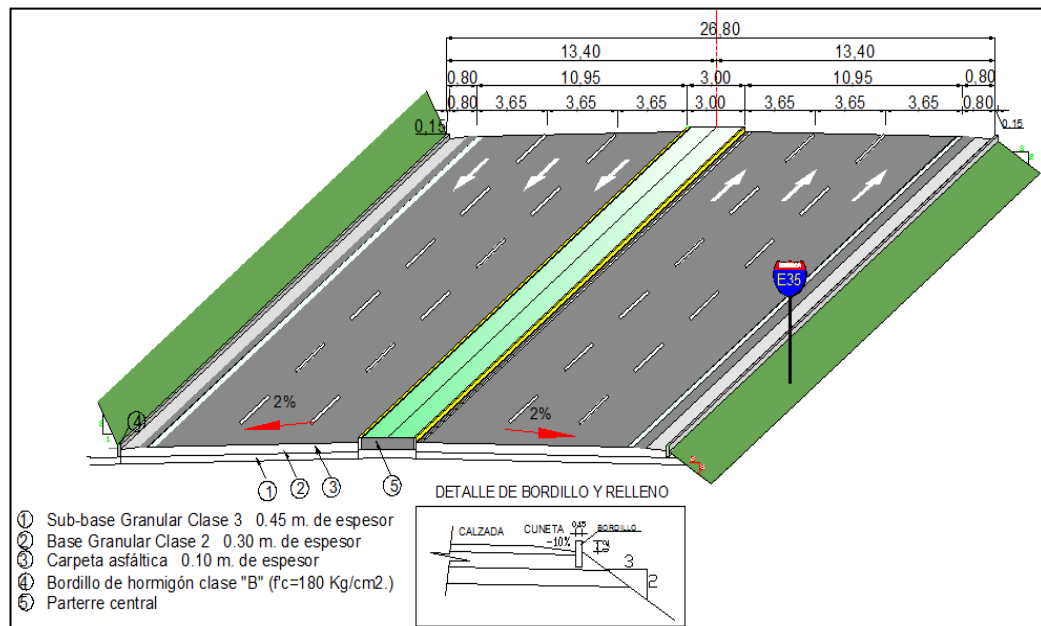 26,80
13,40 13,40
0,80 10,95 3,00 10,95 0,80
0,80 3,65 3,65 3,65 3,00 3,65 3,65 3,65 0,80
0,15 0.15
E35
2% 2%
4
1 2 3 5
DETALLE DE BORDILLO Y RELLENO
CALZADA CUNETA 0,15 BORDILLO
-10%
3
2
1 Sub-base Granular Clase 3 0.45 m. de espesor
2 Base Granular Clase 2 0.30 m. de espesor
3 Carpeta asfáltica 0.10 m. de espesor
4 Bordillo de hormigón clase "B" (f'c=180 Kg/cm2.)
5 Parterre central